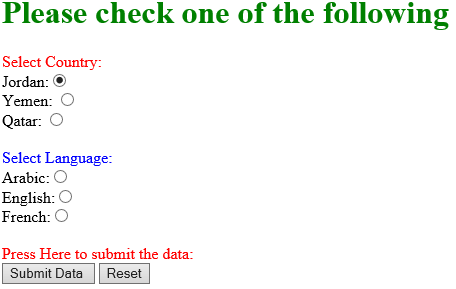 Please check one of the following
Select Country:
Jordan:
Yemen:
Qatar:
Select Language:
Arabic:
English:
French:
Press Here to submit the data:
Submit Data Reset